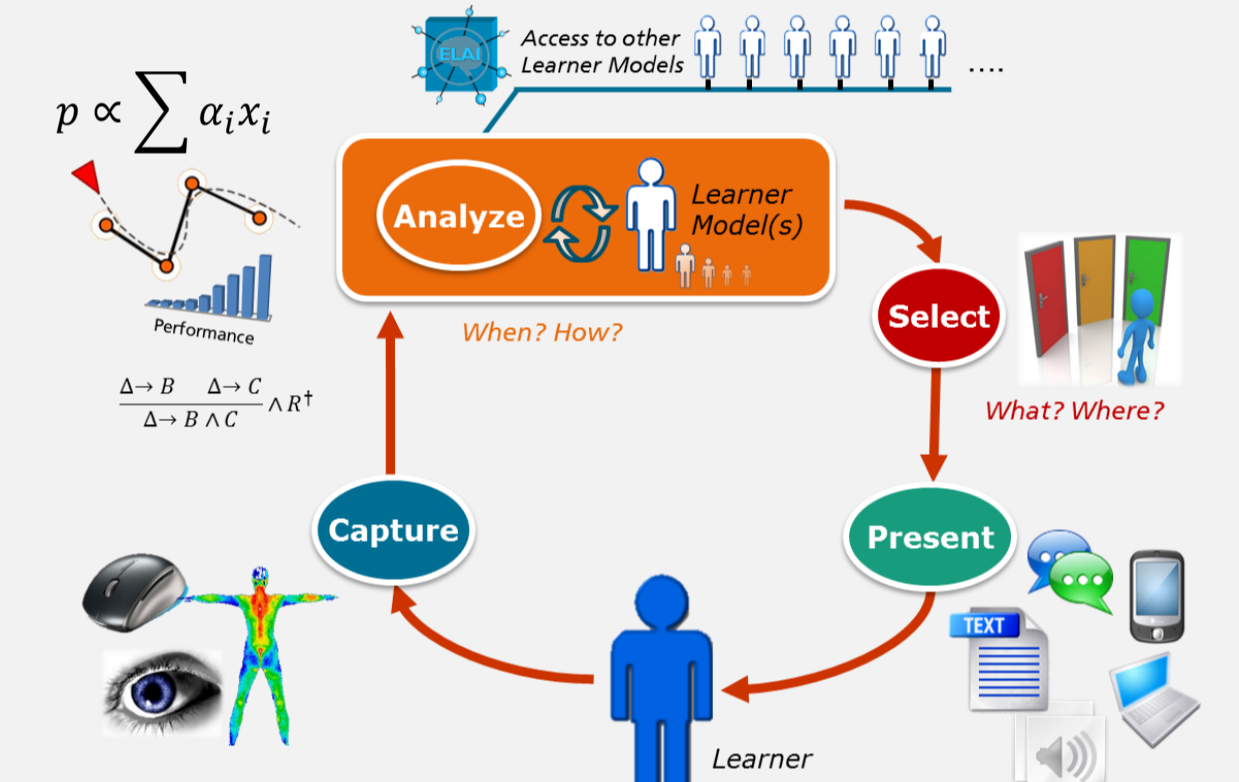 ELAI
Access to other
Learner Models
....
p ∝ ∑ αᵢxᵢ
Analyze
Learner
Model(s)
Performance
When? How?
Select
What? Where?
Δ→ B Δ→ C
Δ→ B ∧ C
∧ R†
Capture
Present
TEXT
Learner